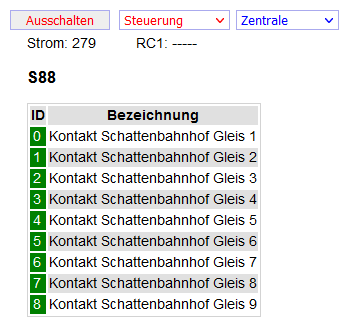 Ausschalten Steuerung Zentrale
Strom: 279 RC1: -----
S88
ID Bezeichnung
0 Kontakt Schattenbahnhof Gleis 1
1 Kontakt Schattenbahnhof Gleis 2
2 Kontakt Schattenbahnhof Gleis 3
3 Kontakt Schattenbahnhof Gleis 4
4 Kontakt Schattenbahnhof Gleis 5
5 Kontakt Schattenbahnhof Gleis 6
6 Kontakt Schattenbahnhof Gleis 7
7 Kontakt Schattenbahnhof Gleis 8
8 Kontakt Schattenbahnhof Gleis 9